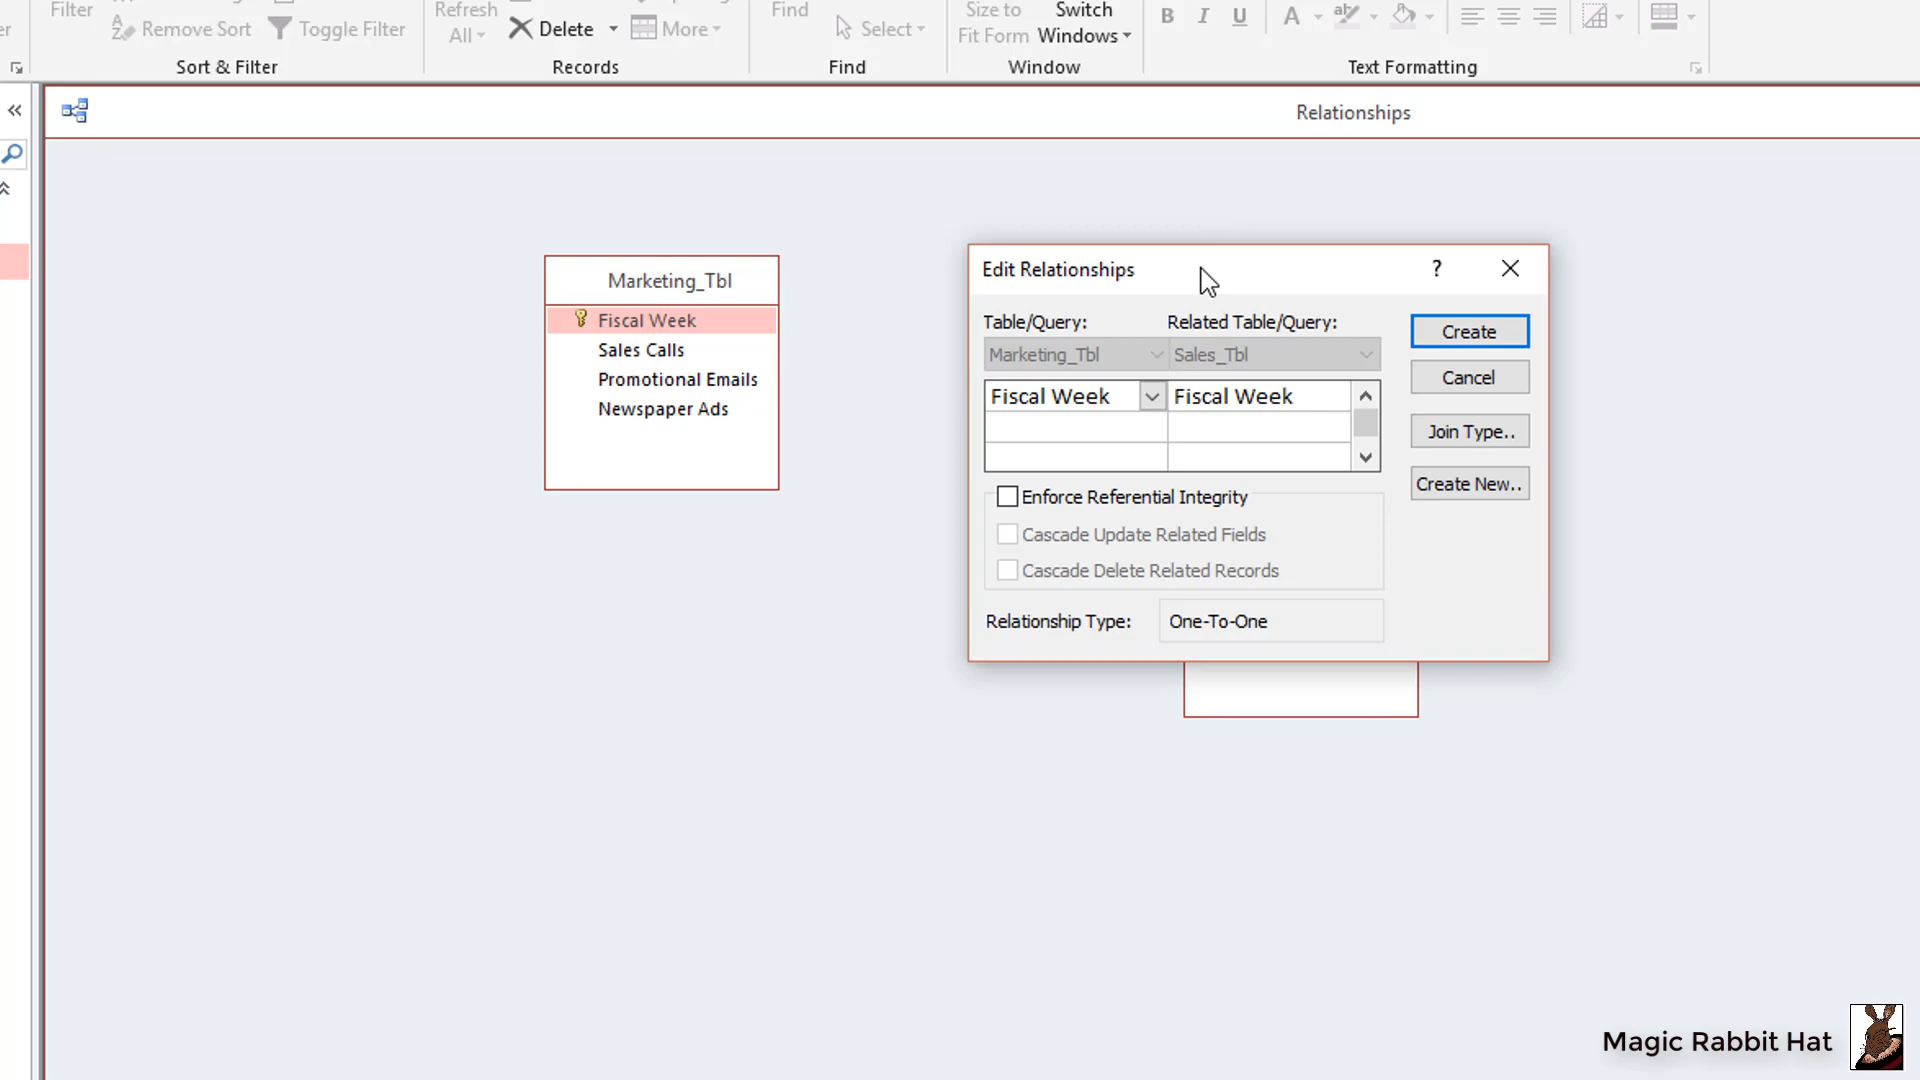 Filter
Remove Sort
Toggle Filter
Sort & Filter
Refresh
All
Delete
More
Records
Find
Select
Find
Size to
Fit Form
Switch
Windows
Window
B I U A
Text Formatting
Relationships
Marketing_Tbl
Fiscal Week
Sales Calls
Promotional Emails
Newspaper Ads
Edit Relationships ?
Table/Query: Related Table/Query:
Marketing_Tbl Sales_Tbl
Fiscal Week Fiscal Week
Enforce Referential Integrity
Cascade Update Related Fields
Cascade Delete Related Records
Relationship Type: One-To-One
Create
Cancel
Join Type..
Create New..
Magic Rabbit Hat